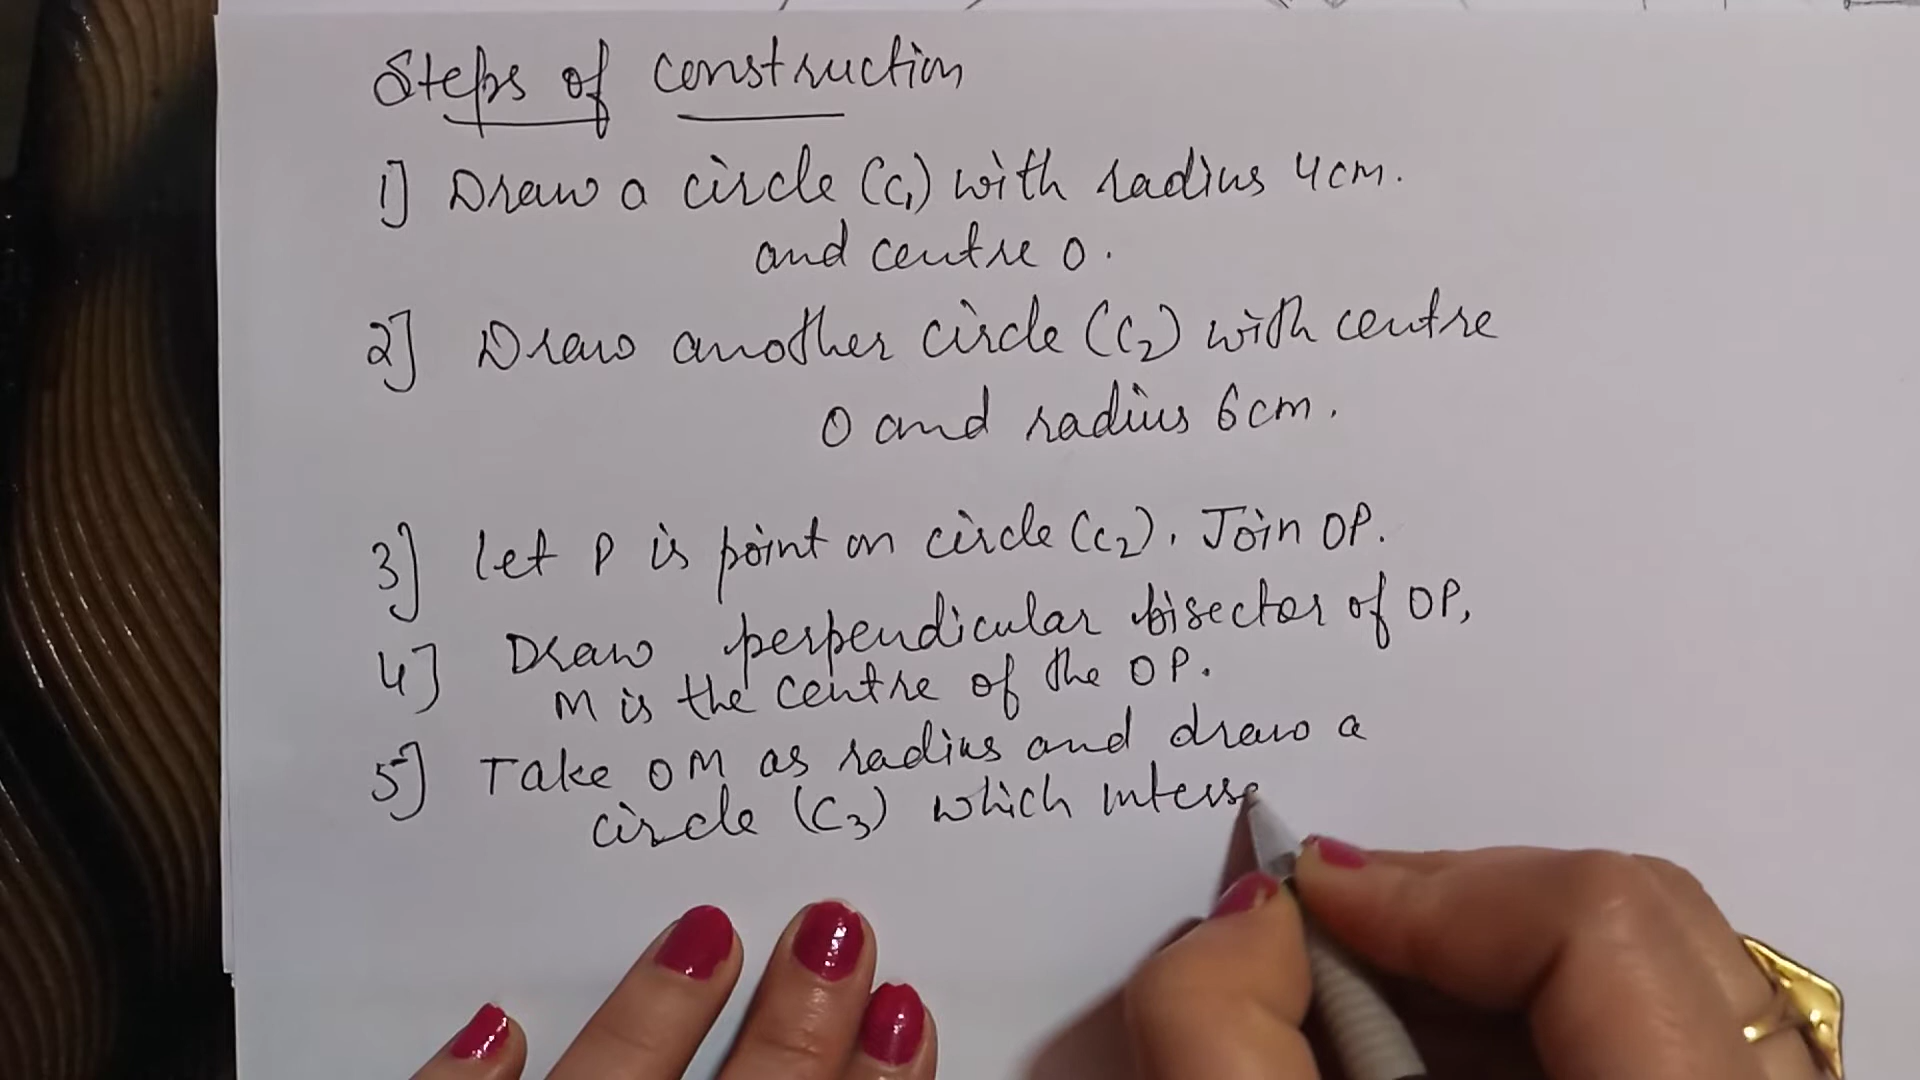 Steps of construction
1] Draw a circle (C₁) with radius 4cm.
and centre O.
2] Draw another circle (C₂) with centre
O and radius 6cm.
3] Let P is point on circle (C₂). Join OP.
4] Draw perpendicular bisector of OP,
M is the centre of the OP.
5] Take OM as radius and draw a
circle (C₃) which interse